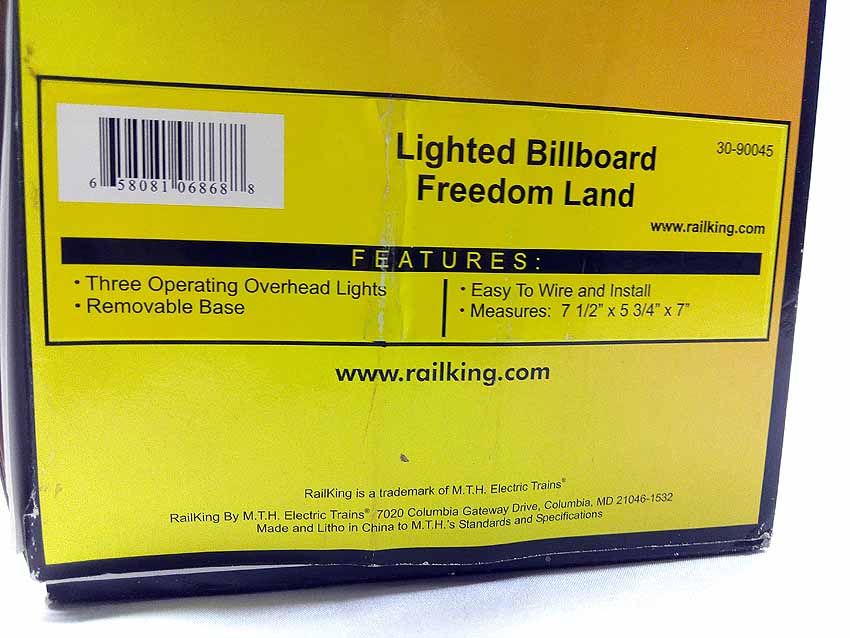 6 58081 06868 8
Lighted Billboard
Freedom Land
30-90045
www.railking.com
FEATURES:
• Three Operating Overhead Lights
• Removable Base
• Easy To Wire and Install
• Measures: 7 1/2" x 5 3/4" x 7"
www.railking.com
RailKing is a trademark of M.T.H. Electric Trains®
RailKing By M.T.H. Electric Trains® 7020 Columbia Gateway Drive, Columbia, MD 21046-1532
Made and Litho in China to M.T.H.'s Standards and Specifications